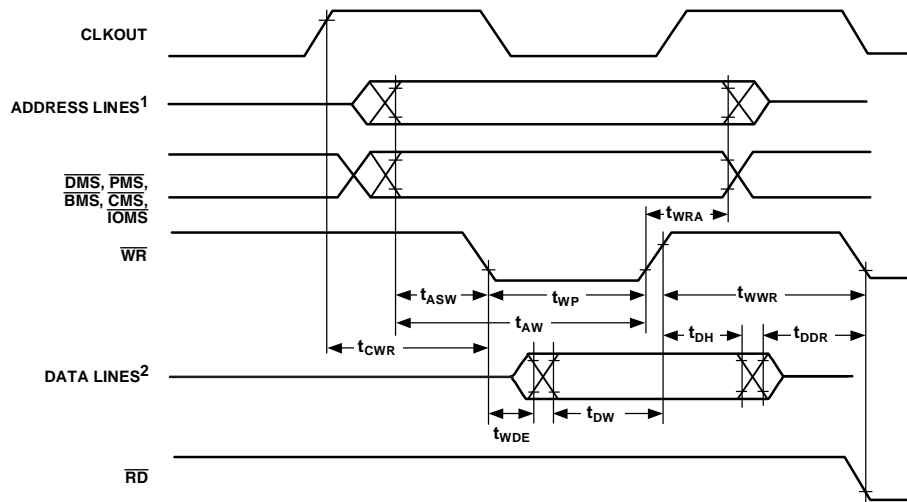 CLKOUT
ADDRESS LINES¹
DMS, PMS,
BMS, CMS,
IOMS
tWRA
WR
tASW
tWP
tWWR
tAW
tCWR
tDH
tDDR
DATA LINES²
tWDE
tDW
RD